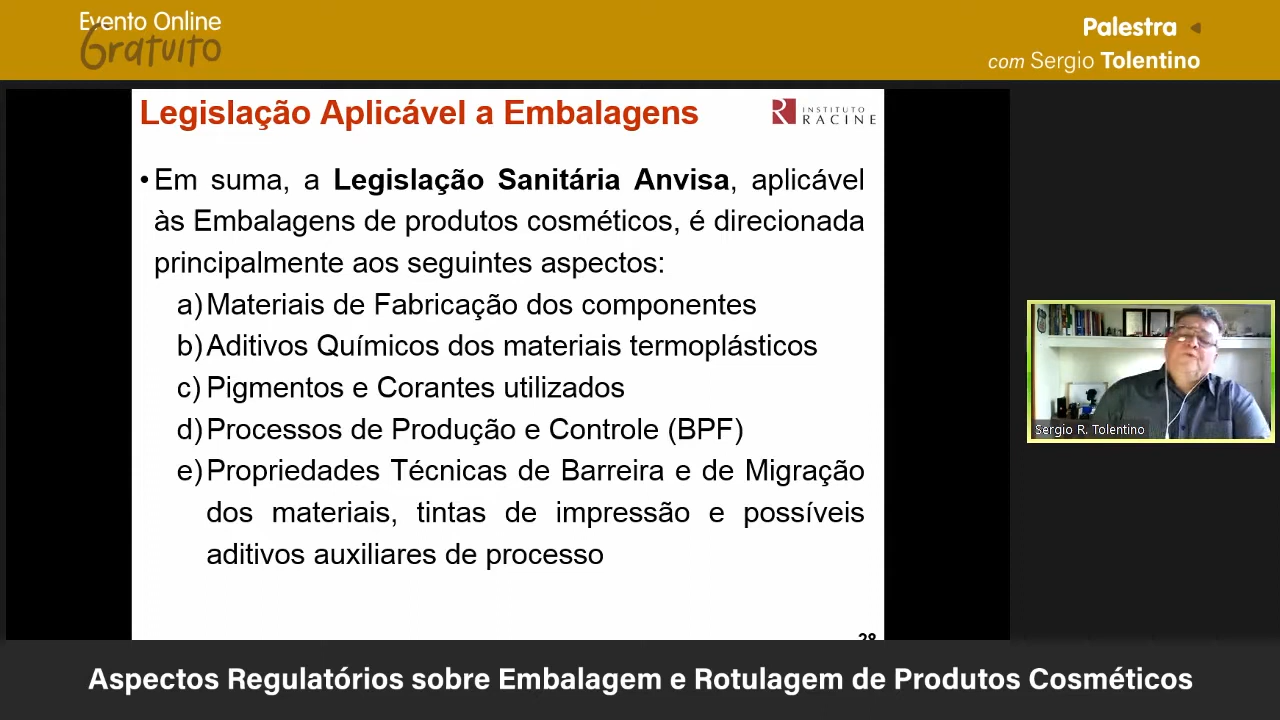 Evento Online
Gratuito
Palestra
com Sergio Tolentino
Legislação Aplicável a Embalagens
INSTITUTO
RACINE
• Em suma, a Legislação Sanitária Anvisa, aplicável
às Embalagens de produtos cosméticos, é direcionada
principalmente aos seguintes aspectos:
a) Materiais de Fabricação dos componentes
b) Aditivos Químicos dos materiais termoplásticos
c) Pigmentos e Corantes utilizados
d) Processos de Produção e Controle (BPF)
e) Propriedades Técnicas de Barreira e de Migração
dos materiais, tintas de impressão e possíveis
aditivos auxiliares de processo
28
Sergio R. Tolentino
Aspectos Regulatórios sobre Embalagem e Rotulagem de Produtos Cosméticos